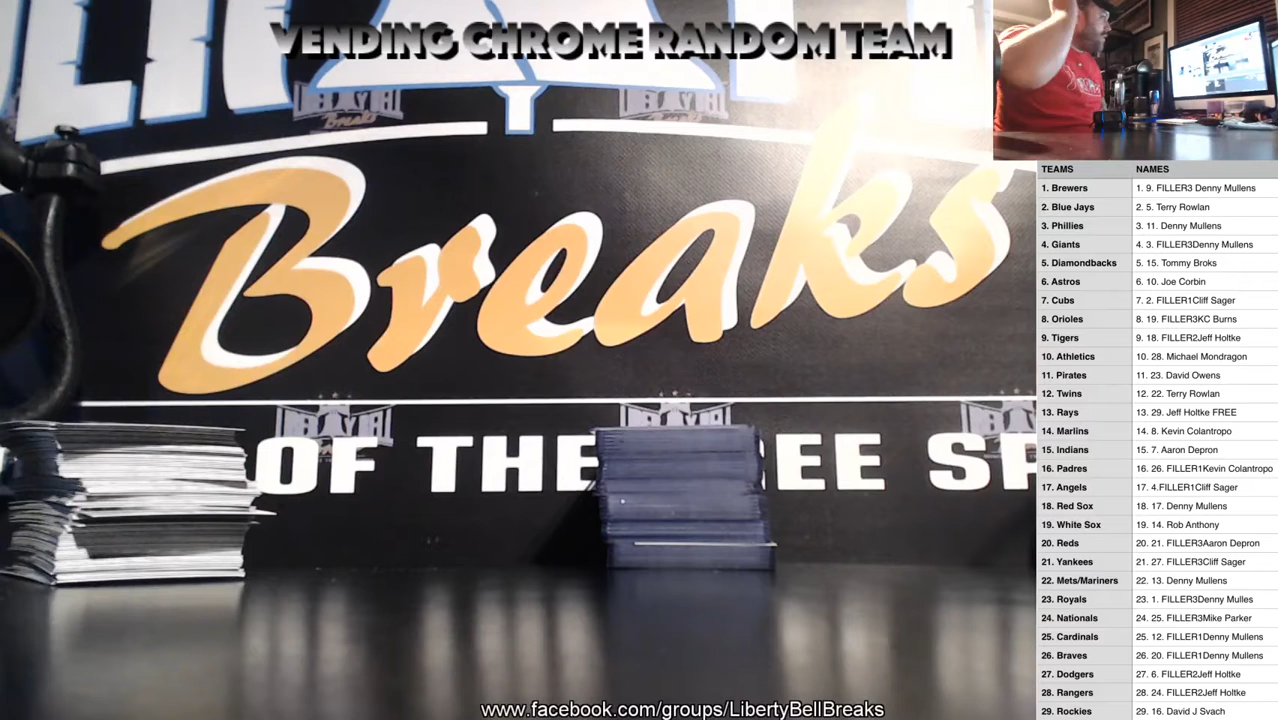 VENDING CHROME RANDOM TEAM
Breaks
OF THE
www.facebook.com/groups/LibertyBellBreaks
TEAMS NAMES
1. Brewers 1. 9. FILLER3 Denny Mullens
2. Blue Jays 2. 5. Terry Rowlan
3. Phillies 3. 11. Denny Mullens
4. Giants 4. 3. FILLER3Denny Mullens
5. Diamondbacks 5. 15. Tommy Broks
6. Astros 6. 10. Joe Corbin
7. Cubs 7. 2. FILLER1Cliff Sager
8. Orioles 8. 19. FILLER3KC Burns
9. Tigers 9. 18. FILLER2Jeff Holtke
10. Athletics 10. 28. Michael Mondragon
11. Pirates 11. 23. David Owens
12. Twins 12. 22. Terry Rowlan
13. Rays 13. 29. Jeff Holtke FREE
14. Marlins 14. 8. Kevin Colantropo
15. Indians 15. 7. Aaron Depron
16. Padres 16. 26. FILLER1Kevin Colantropo
17. Angels 17. 4.FILLER1Cliff Sager
18. Red Sox 18. 17. Denny Mullens
19. White Sox 19. 14. Rob Anthony
20. Reds 20. 21. FILLER3Aaron Depron
21. Yankees 21. 27. FILLER3Cliff Sager
22. Mets/Mariners 22. 13. Denny Mullens
23. Royals 23. 1. FILLER3Denny Mulles
24. Nationals 24. 25. FILLER3Mike Parker
25. Cardinals 25. 12. FILLER1Denny Mullens
26. Braves 26. 20. FILLER1Denny Mullens
27. Dodgers 27. 6. FILLER2Jeff Holtke
28. Rangers 28. 24. FILLER2Jeff Holtke
29. Rockies 29. 16. David J Svach